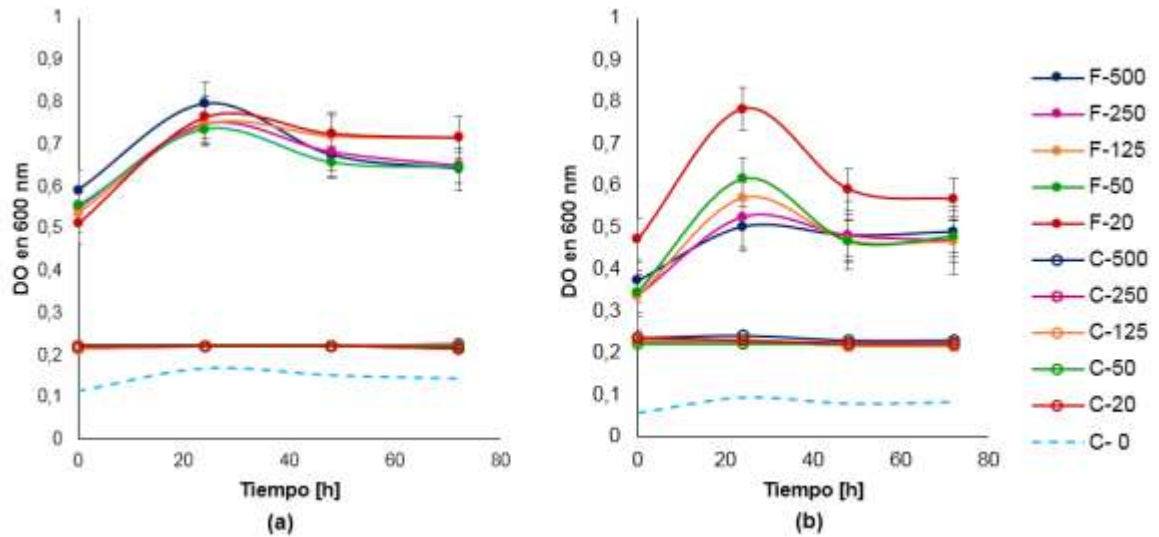 1
0,9
0,8
0,7
0,6
0,5
0,4
0,3
0,2
0,1
0
DO en 600 nm
0 20 40 60 80
Tiempo [h]
(a)
1
0,9
0,8
0,7
0,6
0,5
0,4
0,3
0,2
0,1
0
DO en 600 nm
0 20 40 60 80
Tiempo [h]
(b)
F-500
F-250
F-125
F-50
F-20
C-500
C-250
C-125
C-50
C-20
C- 0